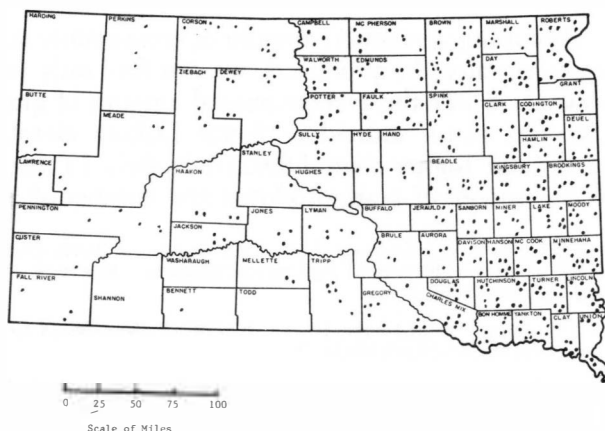 HARDING
PERKINS
CORSON
CAMPBELL
MC PHERSON
BROWN
MARSHALL
ROBERTS
WALWORTH
EDMUNDS
DAY
GRANT
ZIEBACH
DEWEY
BUTTE
MEADE
POTTER
FAULK
SPINK
CLARK
CODINGTON
DEUEL
HAMLIN
SULLY
HYDE
HAND
LAWRENCE
STANLEY
HAAKON
HUGHES
BEADLE
KINGSBURY
BROOKINGS
PENNINGTON
JACKSON
JONES
LYMAN
BUFFALO
JERAULD
SANBORN
MINER
LAKE
MOODY
CUSTER
BRULE
AURORA
DAVISON
HANSON
MC COOK
MINNEHAHA
WASHABAUGH
MELLETTE
TRIPP
FALL RIVER
SHANNON
BENNETT
TODD
GREGORY
CHARLES MIX
DOUGLAS
HUTCHINSON
TURNER
LINCOLN
BON HOMME
YANKTON
CLAY
UNION
0 25 50 75 100
Scale of Miles